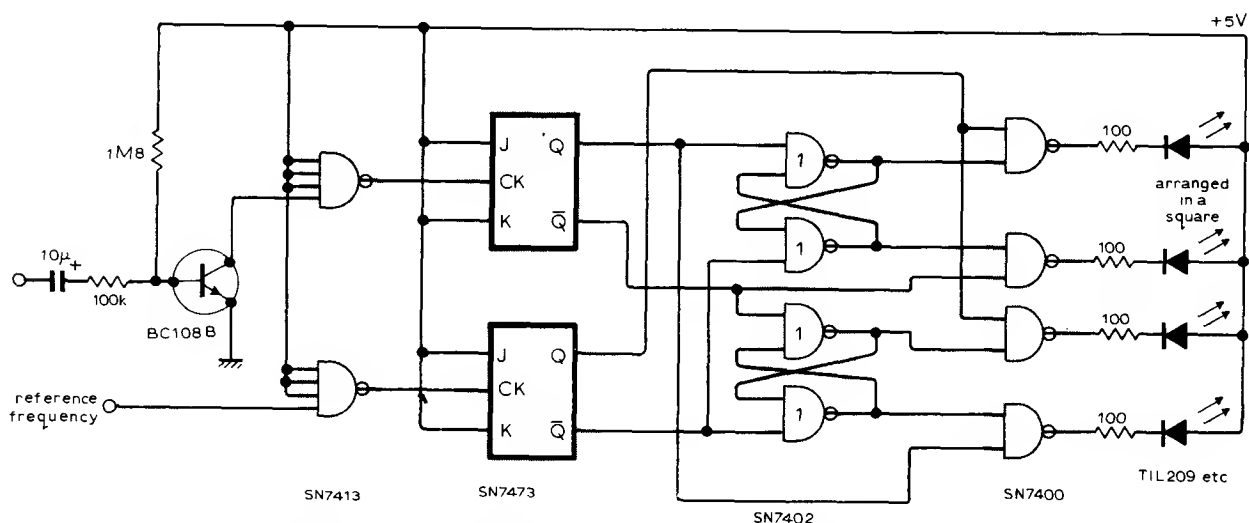 +5V
1M8
10μ
+
100k
BC108B
reference
frequency
SN7413
J
Q
CK
K
Q̅
SN7473
J
Q
CK
K
Q̅
1
1
1
1
SN7402
SN7400
100
100
100
100
arranged
in a
square
TIL209 etc